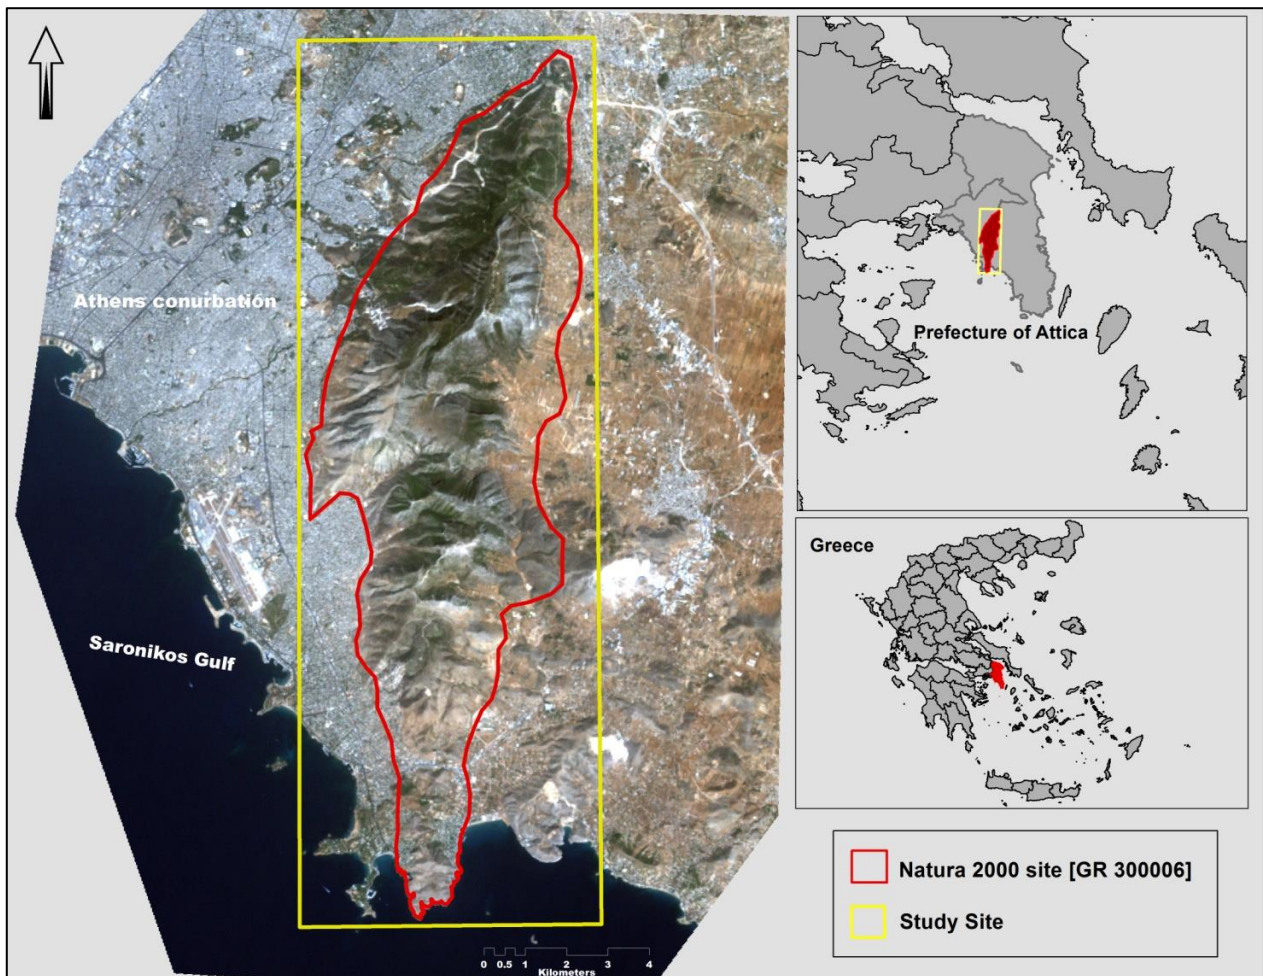 Athens conurbation
Saronikos Gulf
0 0.5 1 2 3 4
Kilometers
Prefecture of Attica
Greece
Natura 2000 site [GR 300006]
Study Site